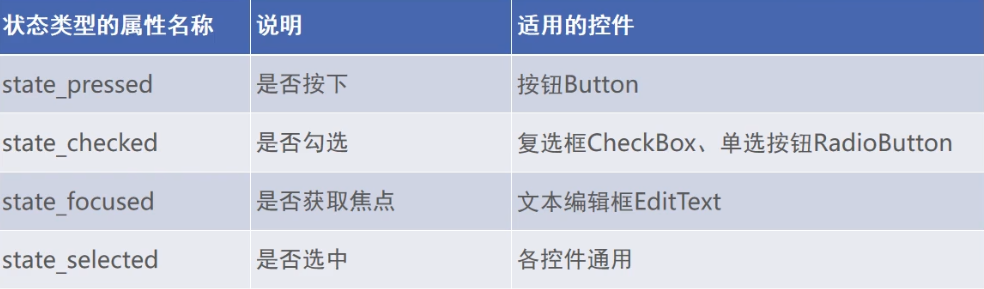 状态类型的属性名称 说明 适用的控件
state_pressed 是否按下 按钮Button
state_checked 是否勾选 复选框CheckBox、单选按钮RadioButton
state_focused 是否获取焦点 文本编辑框EditText
state_selected 是否选中 各控件通用